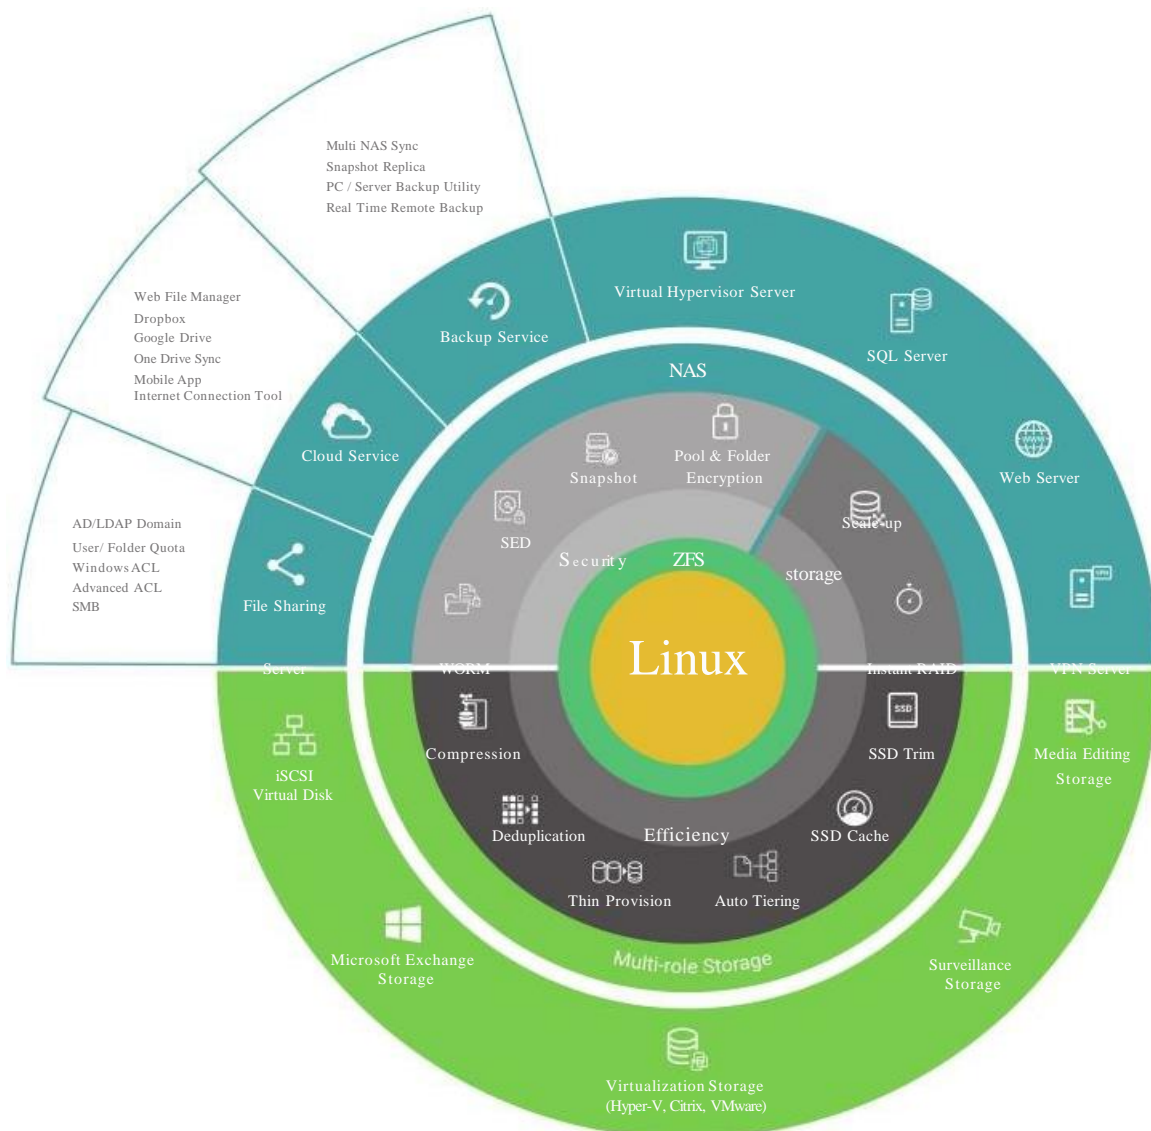 Multi NAS Sync
Snapshot Replica
PC / Server Backup Utility
Real Time Remote Backup
Web File Manager
Dropbox
Google Drive
One Drive Sync
Mobile App
Internet Connection Tool
AD/LDAP Domain
User/ Folder Quota
Windows ACL
Advanced ACL
SMB
Backup Service
Cloud Service
File Sharing
Server
Virtual Hypervisor Server
SQL Server
Web Server
VPN
VPN Server
WWW
NAS
Snapshot
Pool & Folder
Encryption
SED
WORM
Scale-up
Instant RAID
Security
storage
ZFS
Linux
Efficiency
Compression
Deduplication
Thin Provision
Auto Tiering
SSD Cache
SSD
SSD Trim
Multi-role Storage
iSCSI
Virtual Disk
Microsoft Exchange
Storage
Virtualization Storage
(Hyper-V, Citrix, VMware)
Surveillance
Storage
Media Editing
Storage